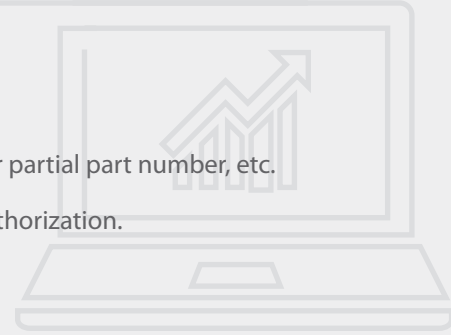 partial part number, etc.
thorization.